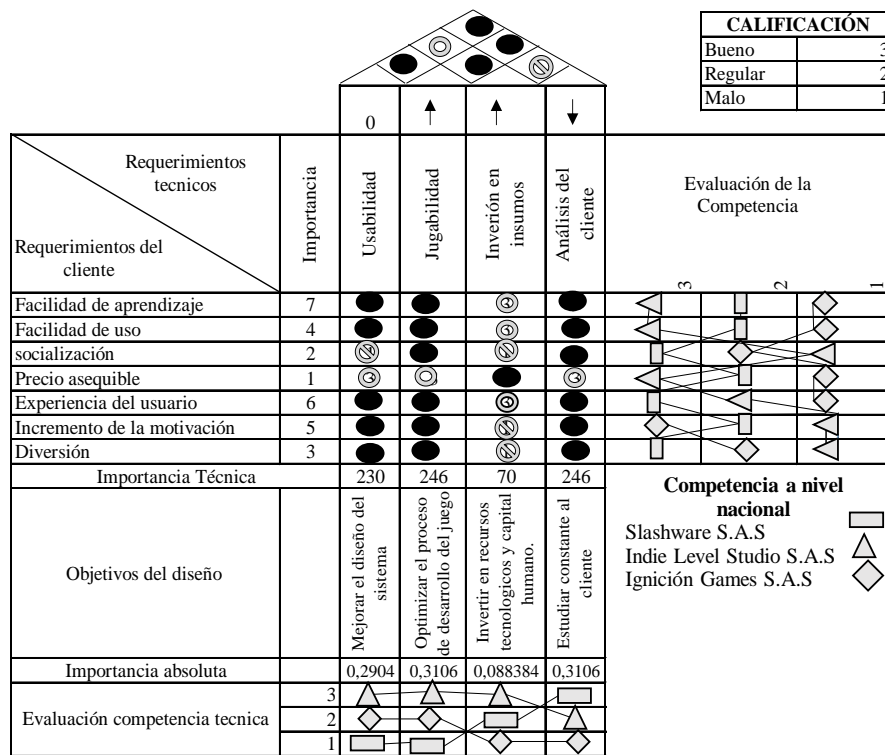 CALIFICACIÓN
Bueno 3
Regular 2
Malo 1
0
Requerimientos
tecnicos
Requerimientos del
cliente
Importancia
Usabilidad
Jugabilidad
Inverión en
insumos
Análisis del
cliente
Evaluación de la
Competencia
3 2 1
Facilidad de aprendizaje 7
Facilidad de uso 4
socialización 2
Precio asequible 1
Experiencia del usuario 6
Incremento de la motivación 5
Diversión 3
Importancia Técnica 230 246 70 246
Objetivos del diseño
Mejorar el diseño del
sistema
Optimizar el proceso
de desarrollo del juego
Invertir en recursos
tecnologicos y capital
humano.
Estudiar constante al
cliente
Competencia a nivel
nacional
Slashware S.A.S
Indie Level Studio S.A.S
Ignición Games S.A.S
Importancia absoluta 0,2904 0,3106 0,088384 0,3106
Evaluación competencia tecnica
3
2
1